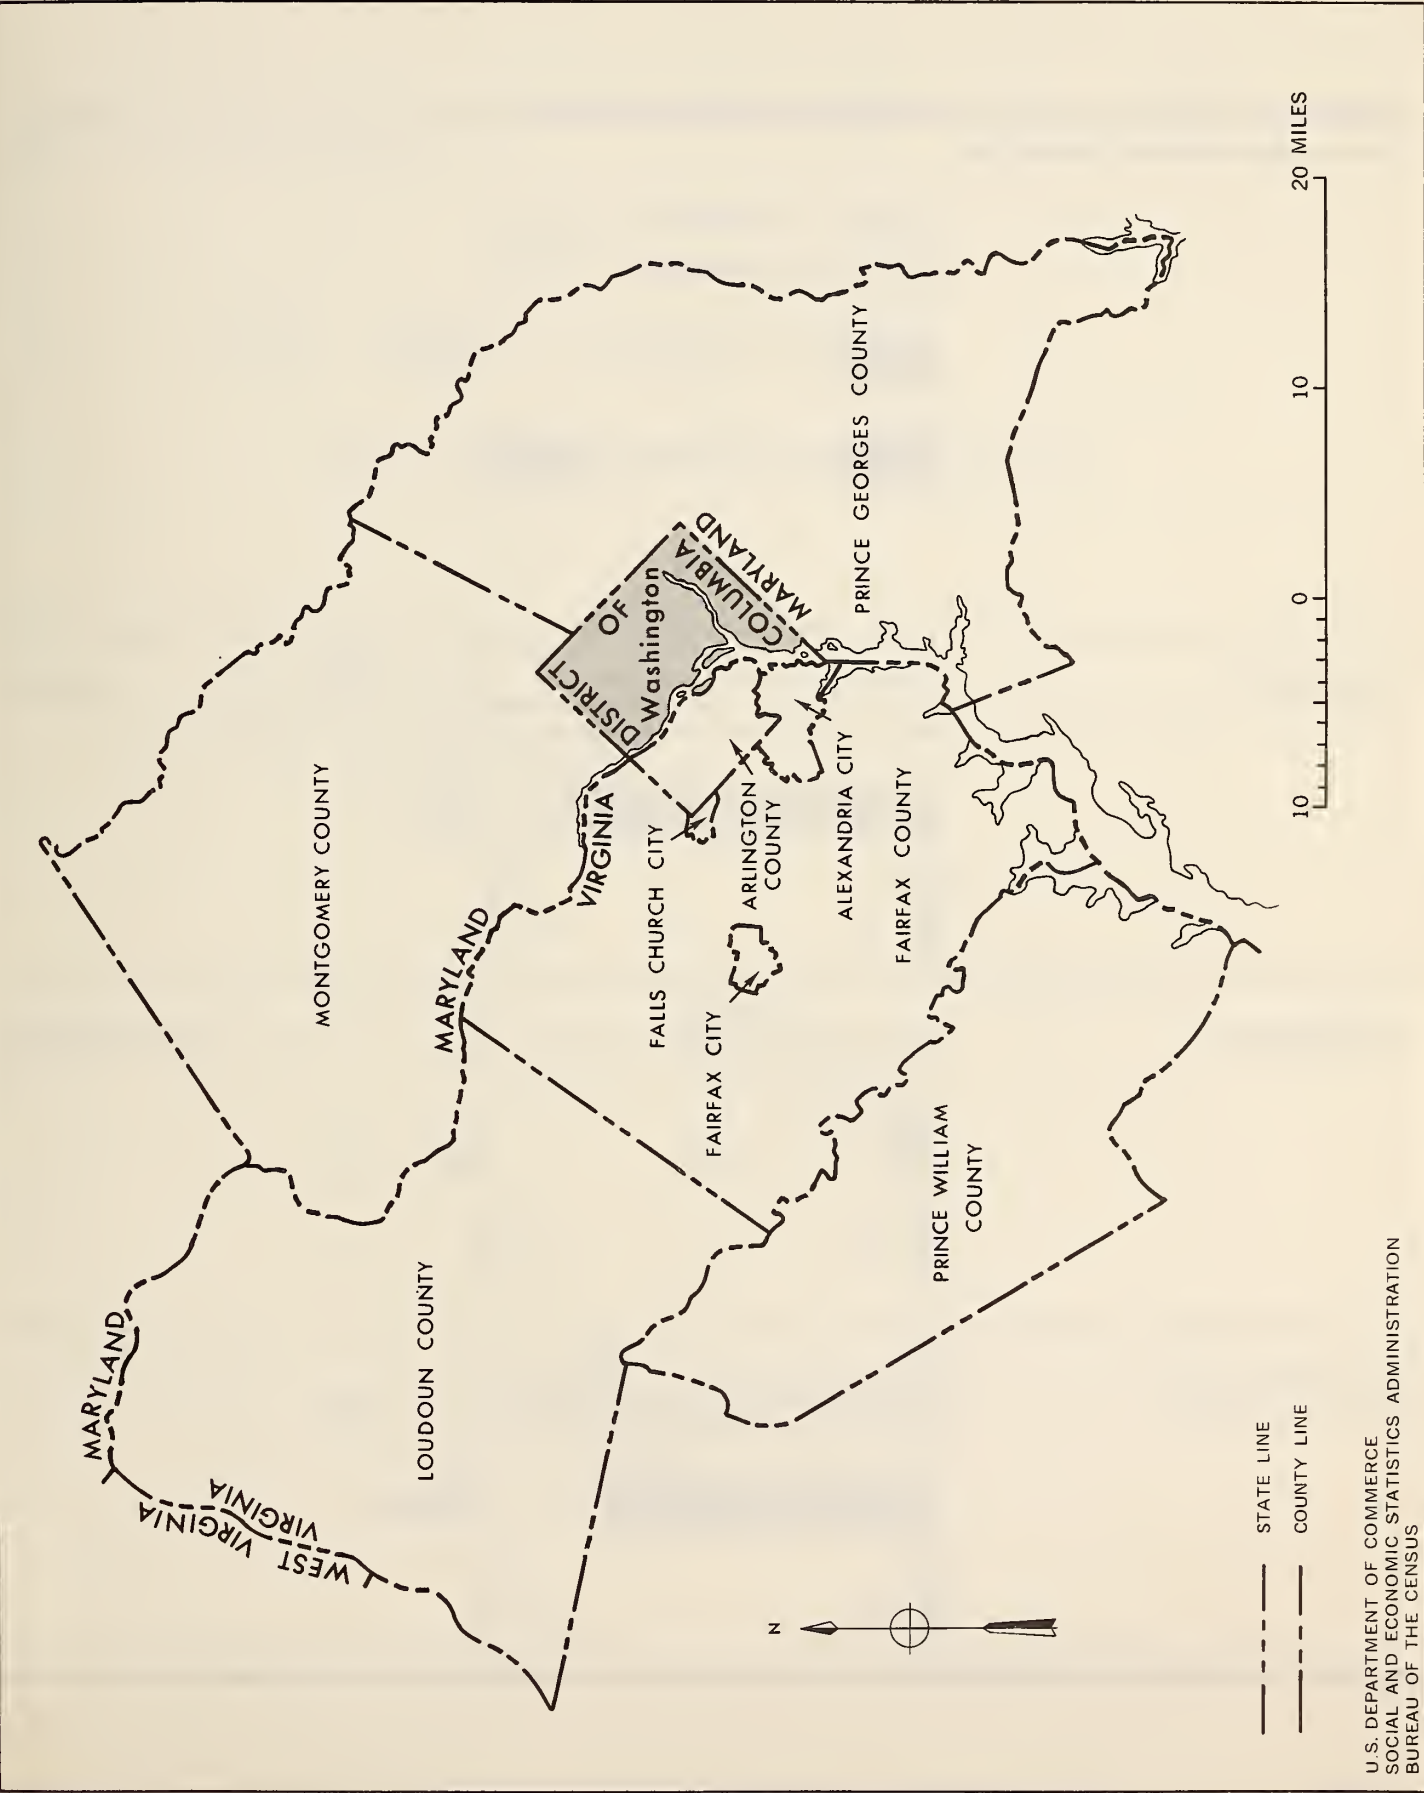 MARYLAND
WEST VIRGINIA
VIRGINIA
LOUDOUN COUNTY
MONTGOMERY COUNTY
MARYLAND
VIRGINIA
DISTRICT
OF
COLUMBIA
Washington
MARYLAND
FALLS CHURCH CITY
FAIRFAX CITY
ARLINGTON
COUNTY
ALEXANDRIA CITY
FAIRFAX COUNTY
PRINCE GEORGES COUNTY
PRINCE WILLIAM
COUNTY
N
STATE LINE
COUNTY LINE
10 0 10 20 MILES
U.S. DEPARTMENT OF COMMERCE
SOCIAL AND ECONOMIC STATISTICS ADMINISTRATION
BUREAU OF THE CENSUS